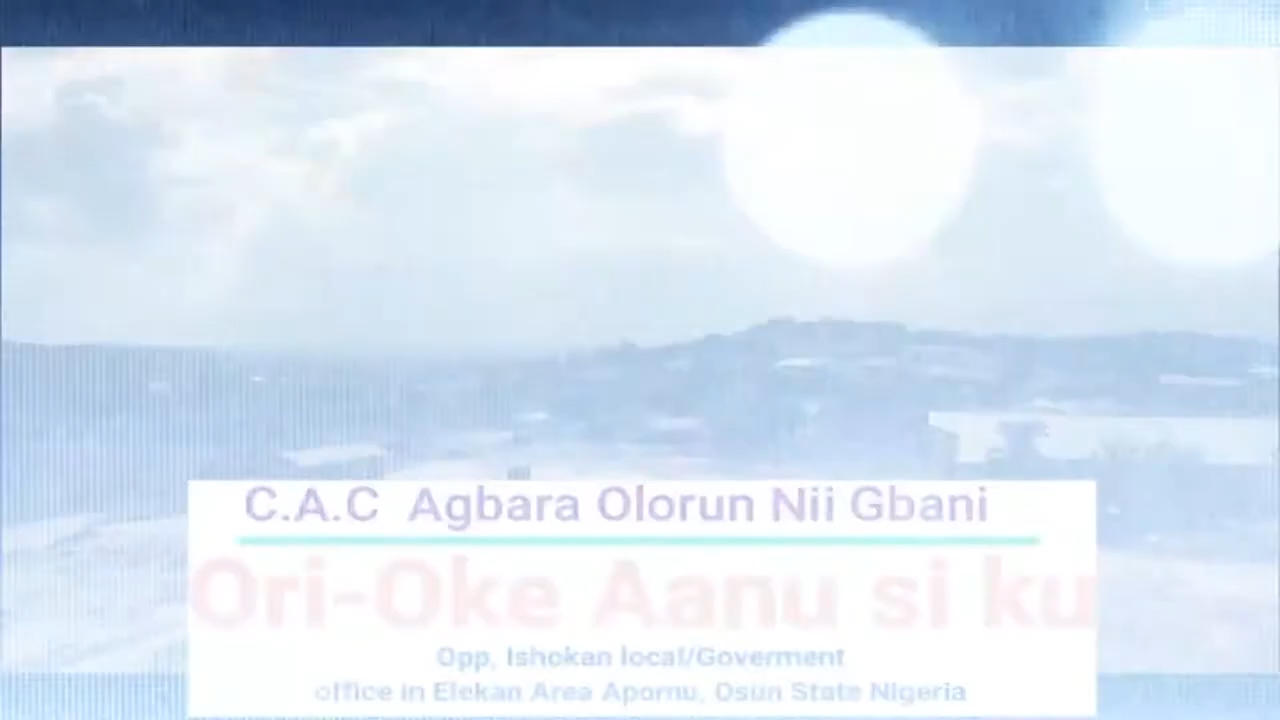 C.A.C Agbara Olorun Nii Gbani
Ori-Oke Aanu si ku
Opp, Ishokan local/Goverment
office in Elekan Area Apomu, Osun State Nigeria